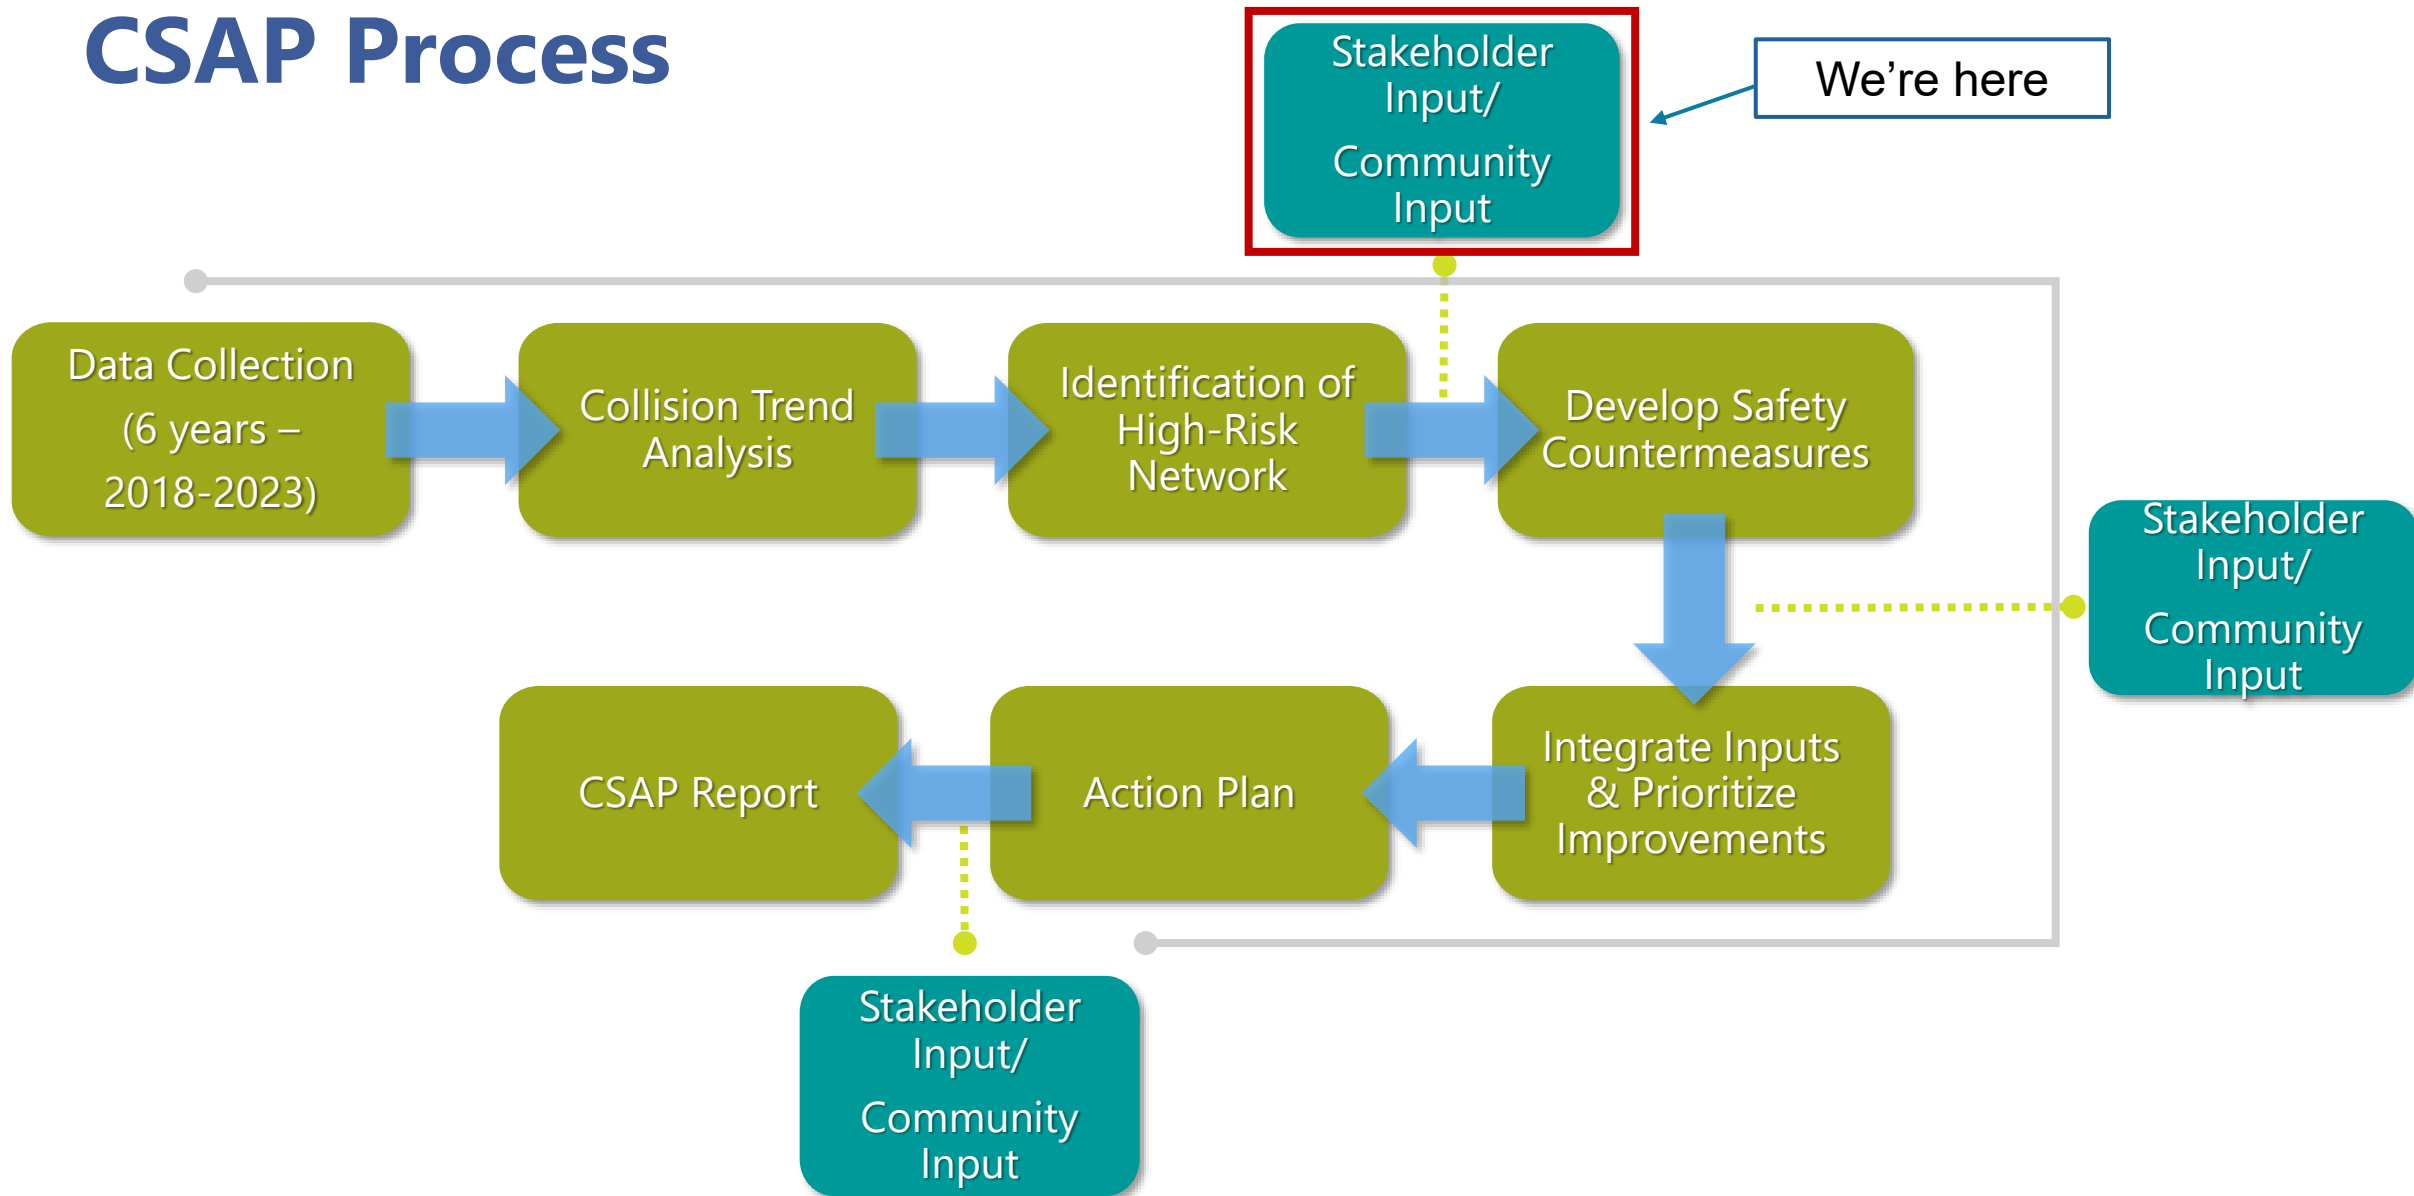 CSAP Process
Stakeholder
Input/
Community
Input
We’re here
Data Collection
(6 years –
2018-2023)
Collision Trend
Analysis
Identification of
High-Risk
Network
Develop Safety
Countermeasures
Stakeholder
Input/
Community
Input
Integrate Inputs
& Prioritize
Improvements
Action Plan
CSAP Report
Stakeholder
Input/
Community
Input